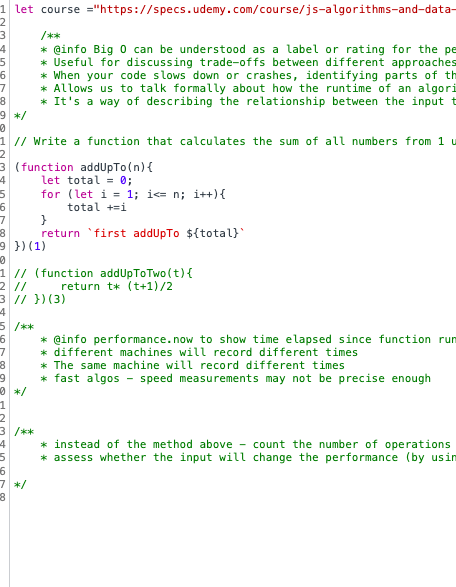 1 let course ="https://specs.udemy.com/course/js-algorithms-and-data-
2
3 /**
4 * @info Big O can be understood as a label or rating for the pe
5 * Useful for discussing trade-offs between different approaches
6 * When your code slows down or crashes, identifying parts of th
7 * Allows us to talk formally about how the runtime of an algori
8 * It's a way of describing the relationship between the input t
9 */
0
1 // Write a function that calculates the sum of all numbers from 1 u
2
3 (function addUpTo(n){
4 let total = 0;
5 for (let i = 1; i<= n; i++){
6 total +=i
7 }
8 return `first addUpTo ${total}`
9 })(1)
0
1 // (function addUpToTwo(t){
2 // return t* (t+1)/2
3 // })(3)
4
5 /**
6 * @info performance.now to show time elapsed since function run
7 * different machines will record different times
8 * The same machine will record different times
9 * fast algos – speed measurements may not be precise enough
0 */
1
2
3 /**
4 * instead of the method above – count the number of operations
5 * assess whether the input will change the performance (by usin
6
7 */
8